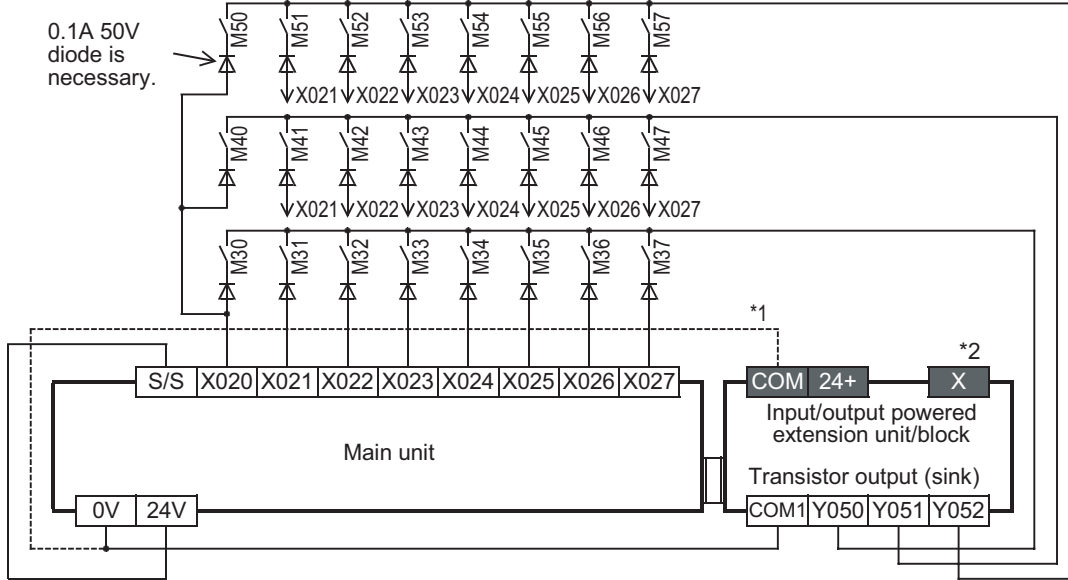 0.1A 50V
diode is
necessary.
M50 M51 M52 M53 M54 M55 M56 M57
X021 X022 X023 X024 X025 X026 X027
M40 M41 M42 M43 M44 M45 M46 M47
X021 X022 X023 X024 X025 X026 X027
M30 M31 M32 M33 M34 M35 M36 M37
*1
*2
S/S X020 X021 X022 X023 X024 X025 X026 X027
COM 24+ X
Input/output powered
extension unit/block
Main unit
Transistor output (sink)
0V 24V
COM1 Y050 Y051 Y052